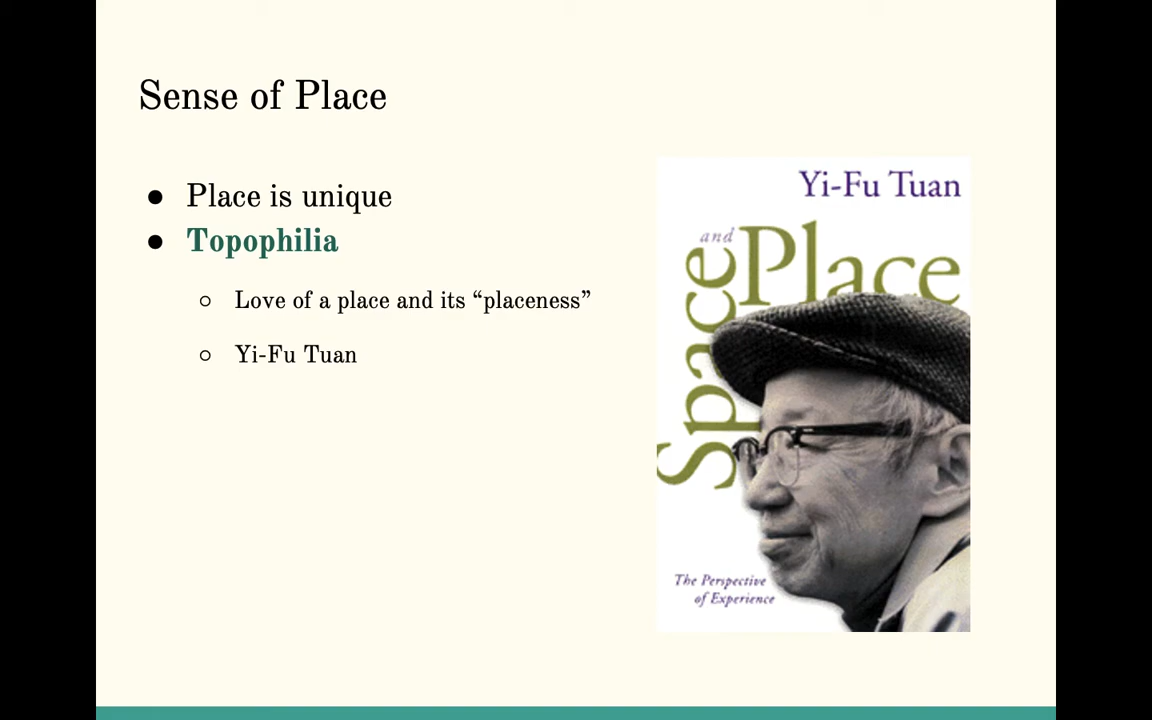 Sense of Place
● Place is unique
● Topophilia
○ Love of a place and its “placeness”
○ Yi-Fu Tuan
Yi-Fu Tuan
Space
and
Place
The Perspective
of Experience